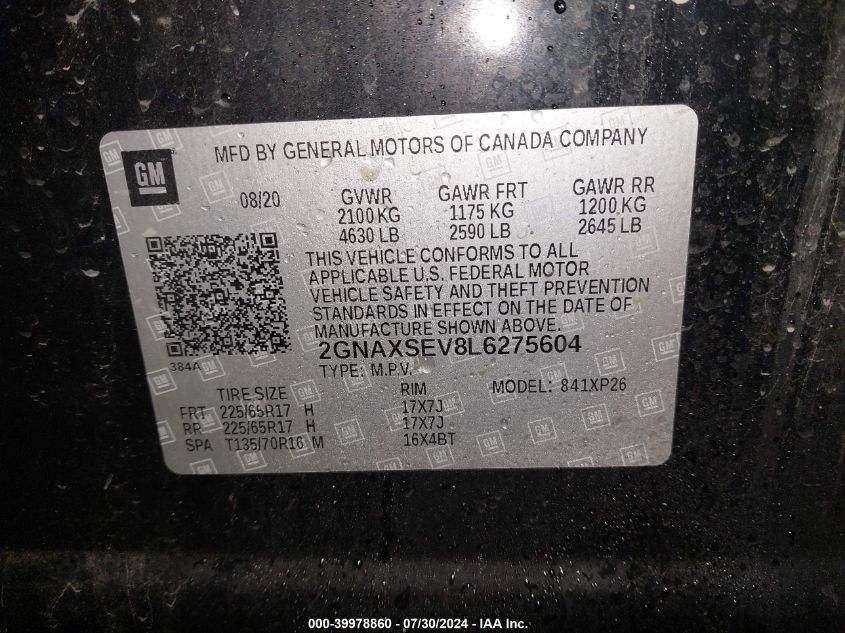 GM
MFD BY GENERAL MOTORS OF CANADA COMPANY
08/20 GVWR GAWR FRT GAWR RR
2100 KG 1175 KG 1200 KG
4630 LB 2590 LB 2645 LB
THIS VEHICLE CONFORMS TO ALL
APPLICABLE U.S. FEDERAL MOTOR
VEHICLE SAFETY AND THEFT PREVENTION
STANDARDS IN EFFECT ON THE DATE OF
MANUFACTURE SHOWN ABOVE.
2GNAXSEV8L6275604
384A TYPE: M.P.V. MODEL: 841XP26
TIRE SIZE RIM
FRT 225/65R17 H 17X7J
RR 225/65R17 H 17X7J
SPA T135/70R16 M 16X4BT
000-39978860 - 07/30/2024 - IAA Inc.